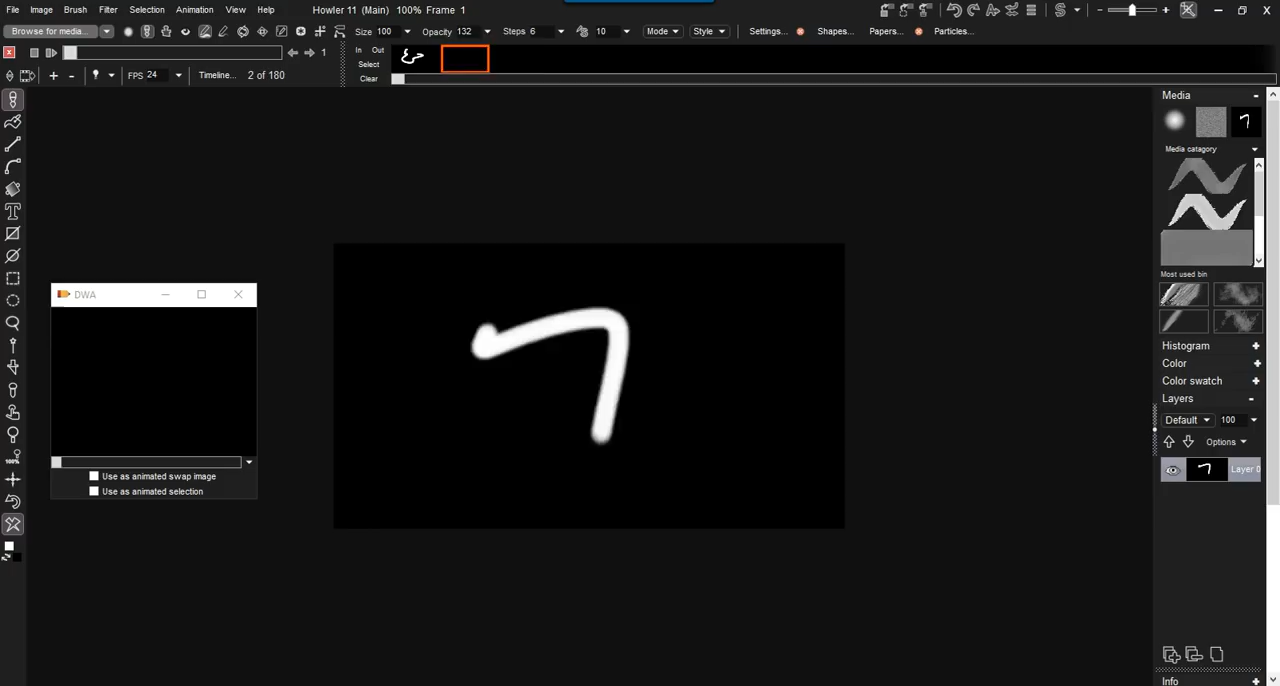 File Image Brush Filter Selection Animation View Help Howler 11 (Main) 100% Frame 1
Browse for media... Size 100 Opacity 132 Steps 6 10 Mode Style Settings... Shapes... Papers... Particles...
1 In Out
Select
FPS 24 Timeline... 2 of 180 Clear
Media
Media catagory
Most used bin
DWA
Use as animated swap image
Use as animated selection
Histogram
Color
Color swatch
Layers
Default 100
Options
100%
Layer 0
Info